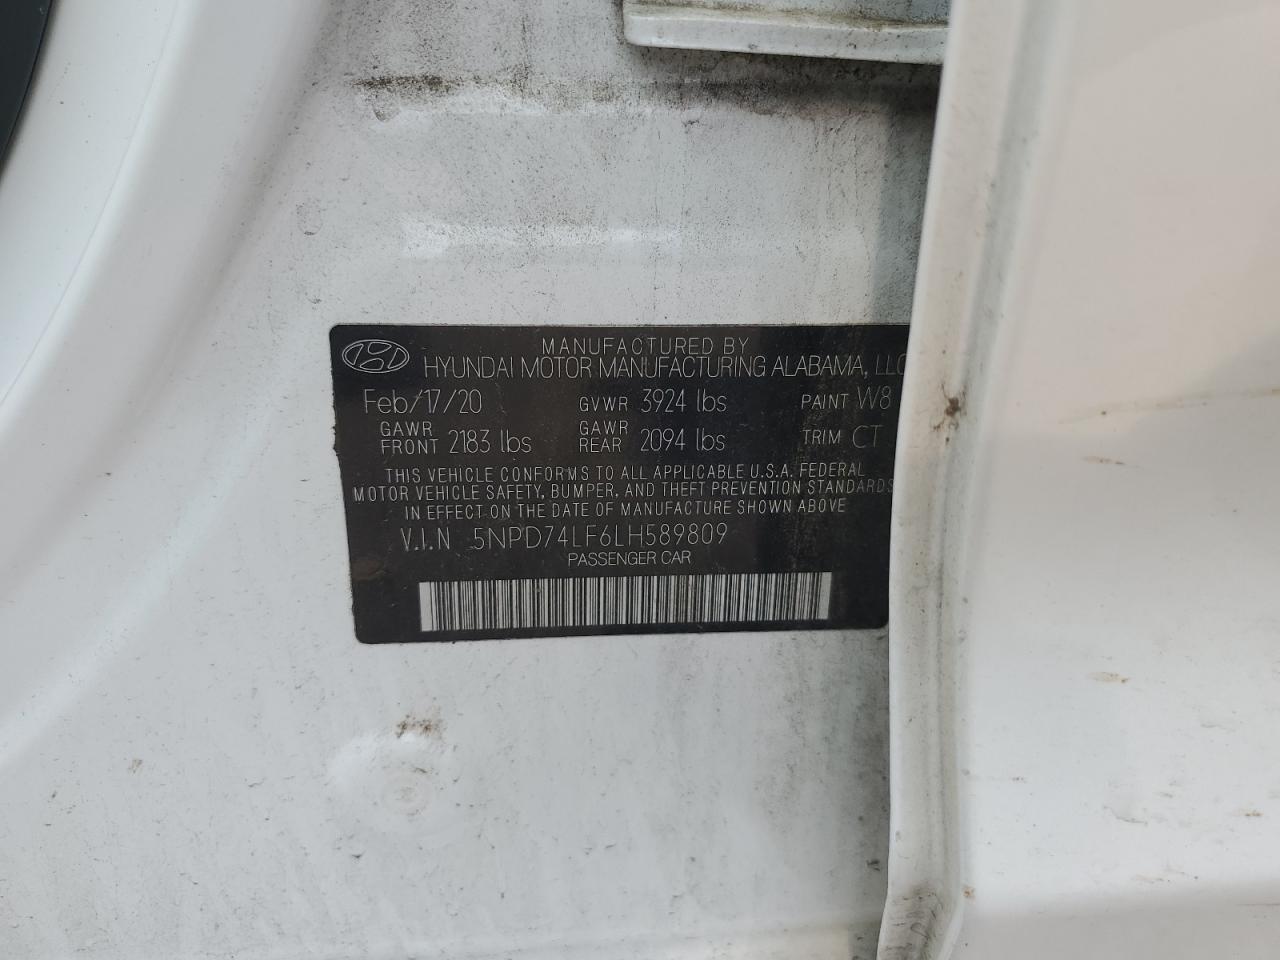 MANUFACTURED BY
HYUNDAI MOTOR MANUFACTURING ALABAMA, LLC
Feb/17/20 GVWR 3924 lbs PAINT W8
GAWR FRONT 2183 lbs GAWR REAR 2094 lbs TRIM CT
THIS VEHICLE CONFORMS TO ALL APPLICABLE U.S.A. FEDERAL
MOTOR VEHICLE SAFETY, BUMPER, AND THEFT PREVENTION STANDARDS
IN EFFECT ON THE DATE OF MANUFACTURE SHOWN ABOVE
V.I.N 5NPD74LF6LH589809
PASSENGER CAR